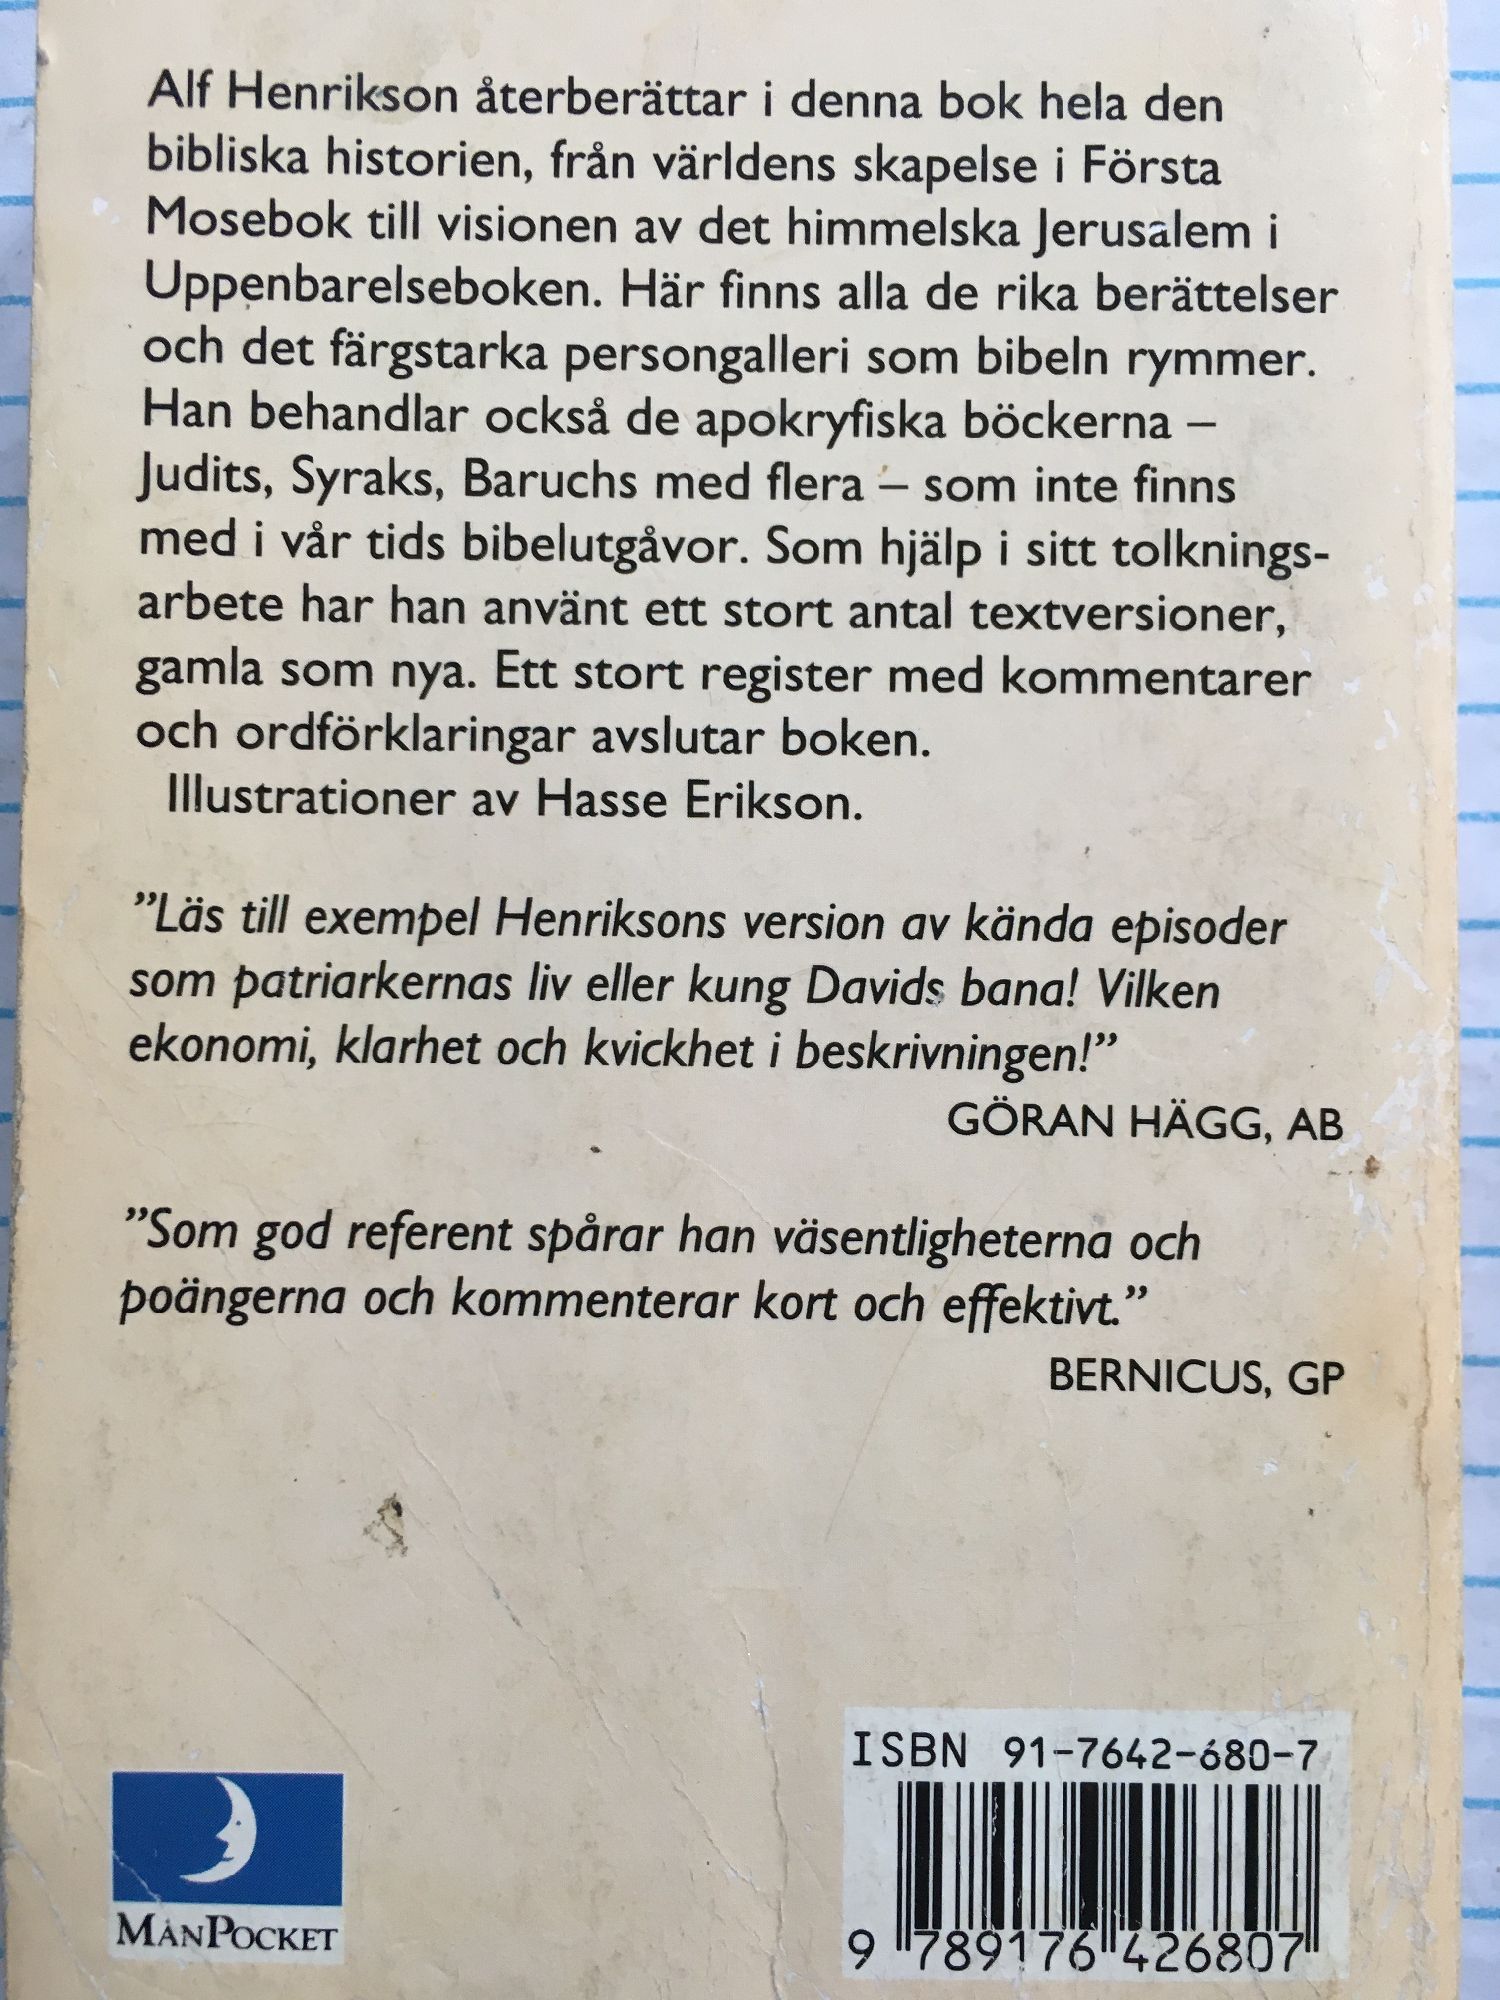 Alf Henrikson återberättar i denna bok hela den
bibliska historien, från världens skapelse i Första
Mosebok till visionen av det himmelska Jerusalem i
Uppenbarelseboken. Här finns alla de rika berättelser
och det färgstarka persongalleri som bibeln rymmer.
Han behandlar också de apokryfiska böckerna –
Judits, Syraks, Baruchs med flera – som inte finns
med i vår tids bibelutgåvor. Som hjälp i sitt tolknings-
arbete har han använt ett stort antal textversioner,
gamla som nya. Ett stort register med kommentarer
och ordförklaringar avslutar boken.
Illustrationer av Hasse Erikson.
”Läs till exempel Henriksons version av kända episoder
som patriarkernas liv eller kung Davids bana! Vilken
ekonomi, klarhet och kvickhet i beskrivningen!”
GÖRAN HÄGG, AB
”Som god referent spårar han väsentligheterna och
poängerna och kommenterar kort och effektivt.”
BERNICUS, GP
ISBN 91-7642-680-7
9 789176 426807
MÅNPOCKET